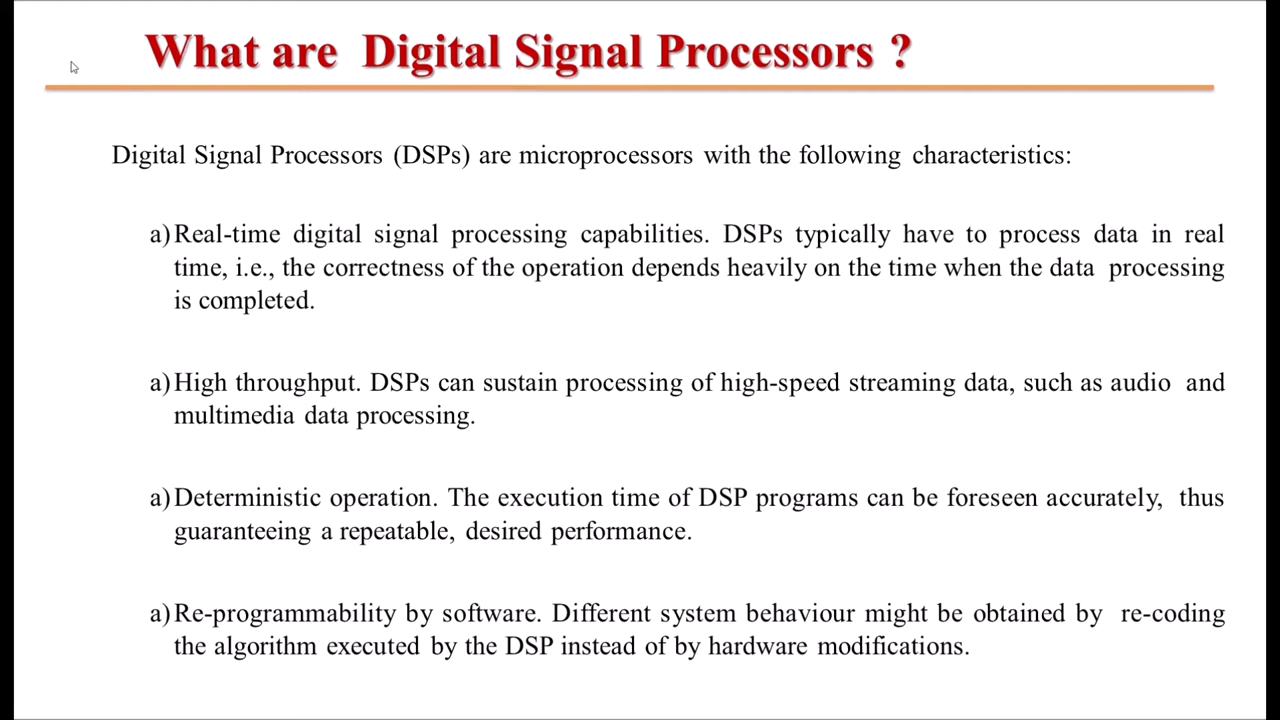 What are Digital Signal Processors ?
Digital Signal Processors (DSPs) are microprocessors with the following characteristics:
a) Real-time digital signal processing capabilities. DSPs typically have to process data in real
time, i.e., the correctness of the operation depends heavily on the time when the data processing
is completed.
a) High throughput. DSPs can sustain processing of high-speed streaming data, such as audio and
multimedia data processing.
a) Deterministic operation. The execution time of DSP programs can be foreseen accurately, thus
guaranteeing a repeatable, desired performance.
a) Re-programmability by software. Different system behaviour might be obtained by re-coding
the algorithm executed by the DSP instead of by hardware modifications.